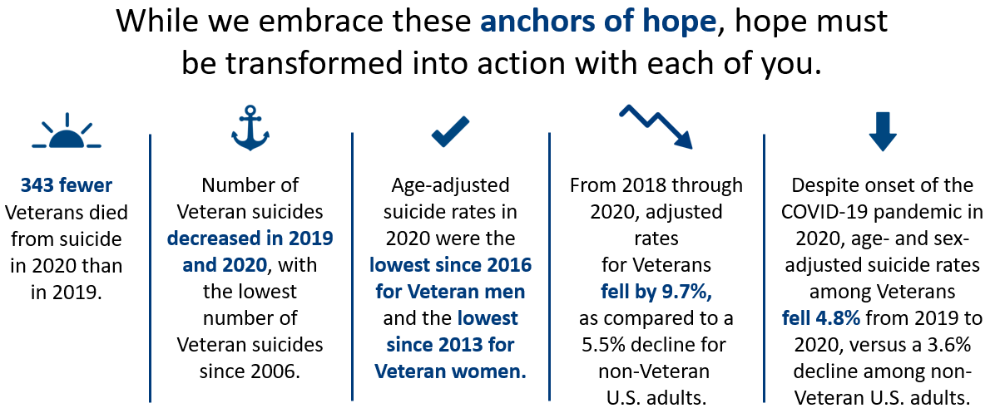 While we embrace these anchors of hope, hope must
be transformed into action with each of you.
343 fewer
Veterans died
from suicide
in 2020 than
in 2019.
Number of
Veteran suicides
decreased in 2019
and 2020, with
the lowest
number of
Veteran suicides
since 2006.
Age-adjusted
suicide rates in
2020 were the
lowest since 2016
for Veteran men
and the lowest
since 2013 for
Veteran women.
From 2018 through
2020, adjusted
rates
for Veterans
fell by 9.7%,
as compared to a
5.5% decline for
non-Veteran
U.S. adults.
Despite onset of the
COVID-19 pandemic in
2020, age- and sex-
adjusted suicide rates
among Veterans
fell 4.8% from 2019 to
2020, versus a 3.6%
decline among non-
Veteran U.S. adults.